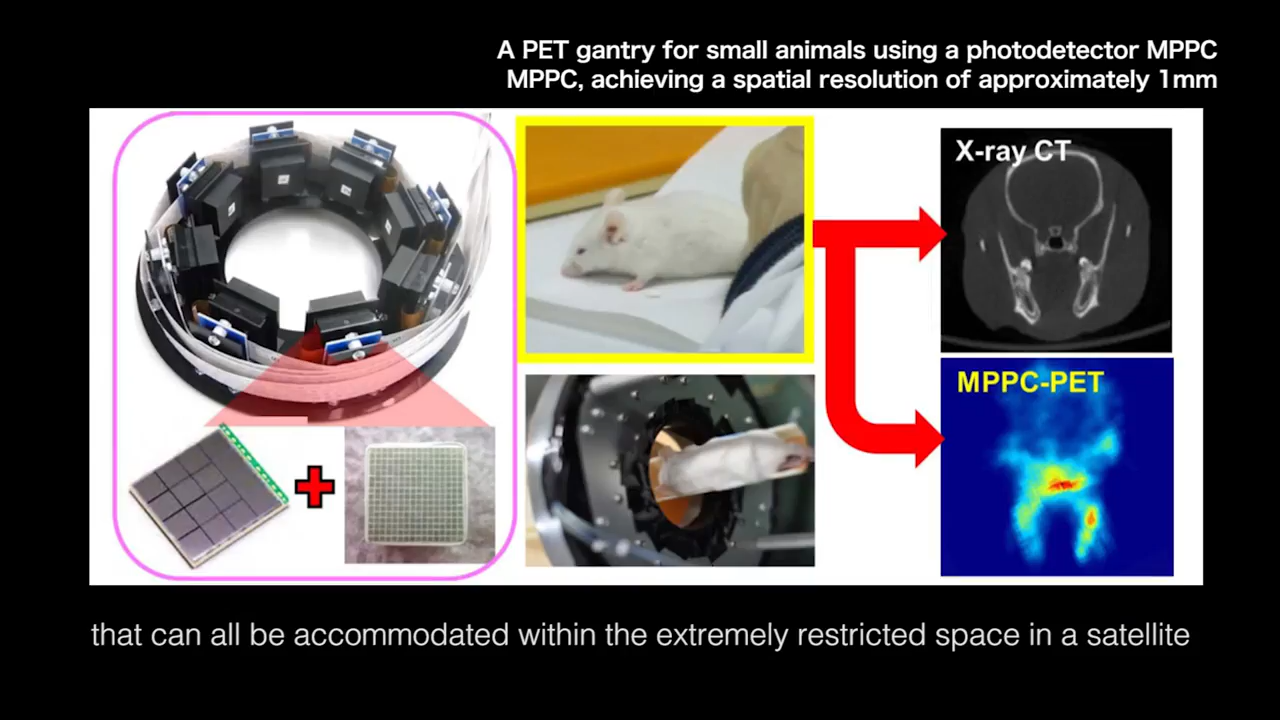 A PET gantry for small animals using a photodetector MPPC
MPPC, achieving a spatial resolution of approximately 1mm
X-ray CT
MPPC-PET
that can all be accommodated within the extremely restricted space in a satellite